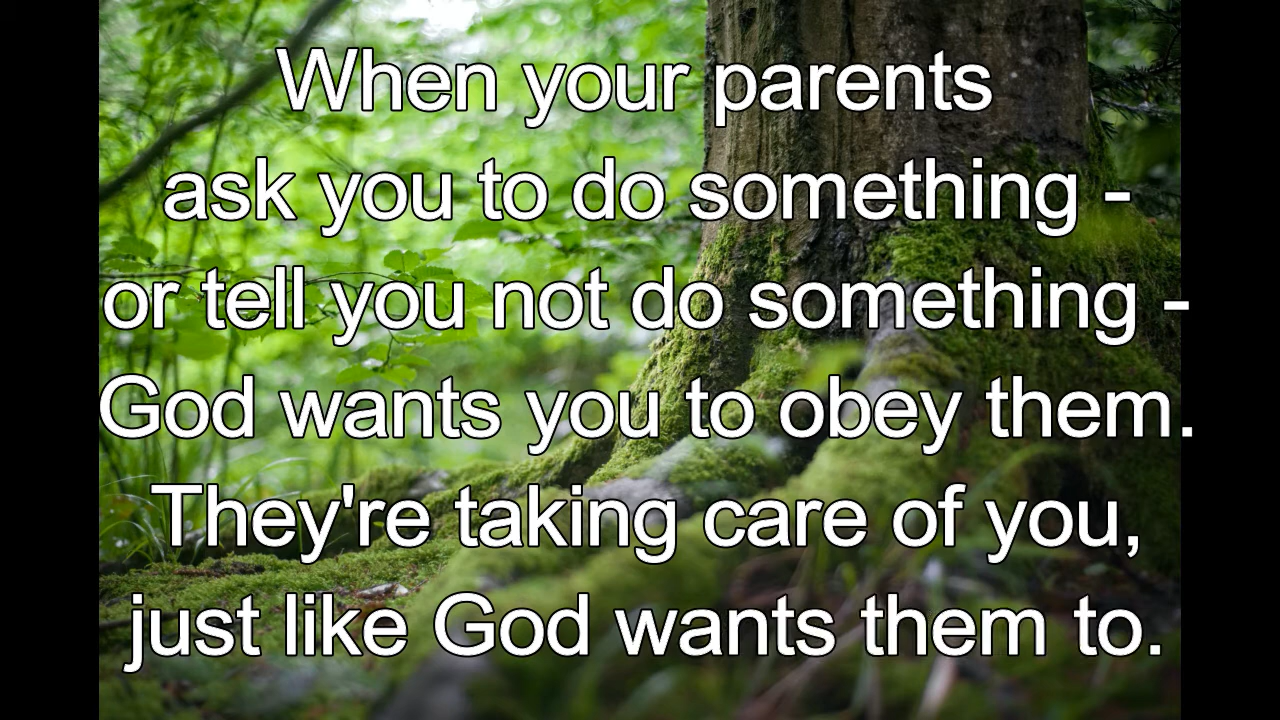 When your parents
ask you to do something -
or tell you not do something -
God wants you to obey them.
They're taking care of you,
just like God wants them to.